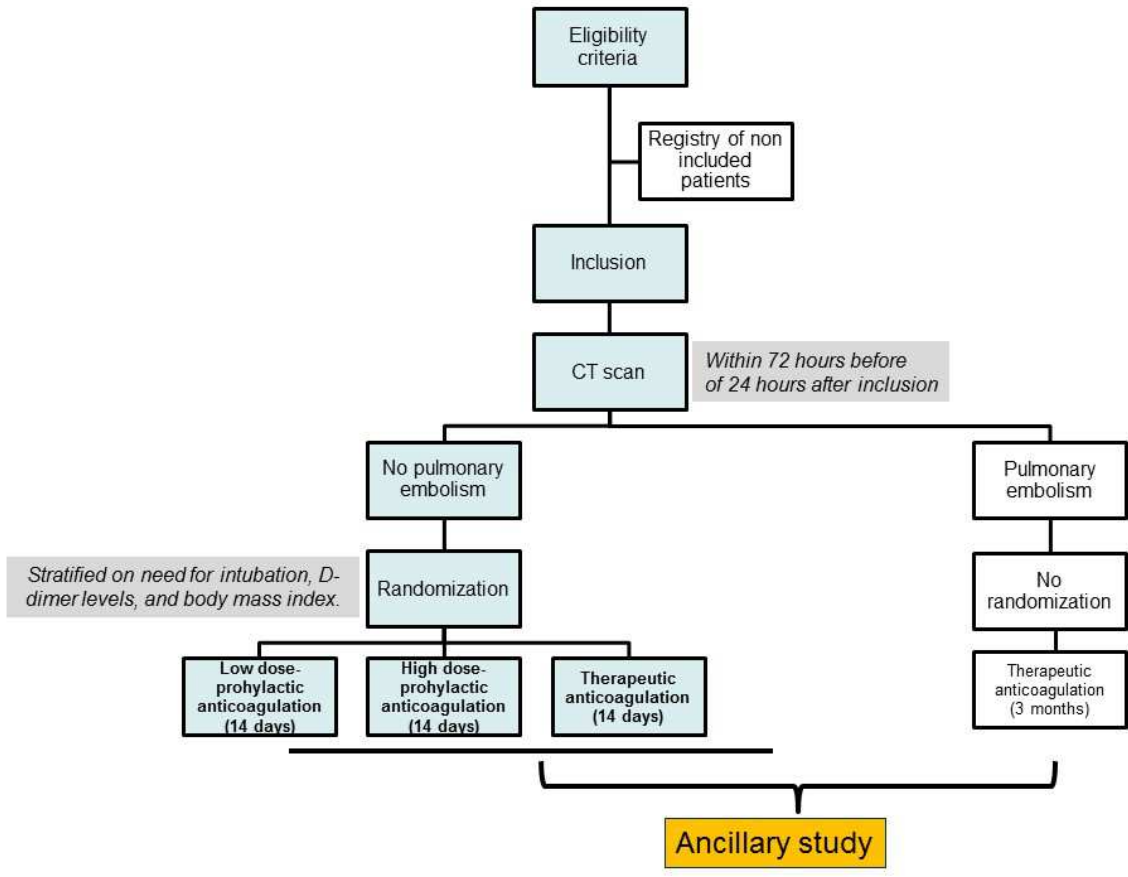 Eligibility
criteria
Registry of non
included
patients
Inclusion
CT scan
Within 72 hours before
of 24 hours after inclusion
No pulmonary
embolism
Pulmonary
embolism
Stratified on need for intubation, D-
dimer levels, and body mass index.
Randomization
No
randomization
Low dose-
prohylactic
anticoagulation
(14 days)
High dose-
prohylactic
anticoagulation
(14 days)
Therapeutic
anticoagulation
(14 days)
Therapeutic
anticoagulation
(3 months)
Ancillary study